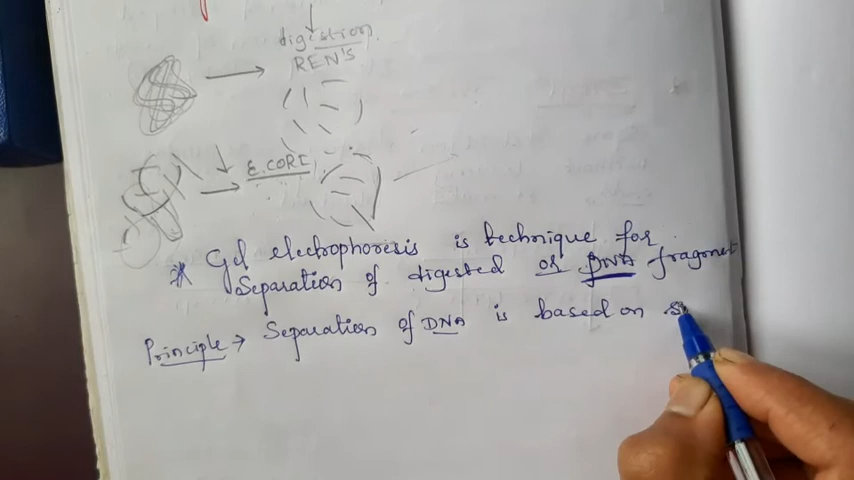 digestion.
REN'S
E.CORI
* Gel electrophoresis is technique for
Separation of digested or DNA fragmet
Principle → Separation of DNA is based on